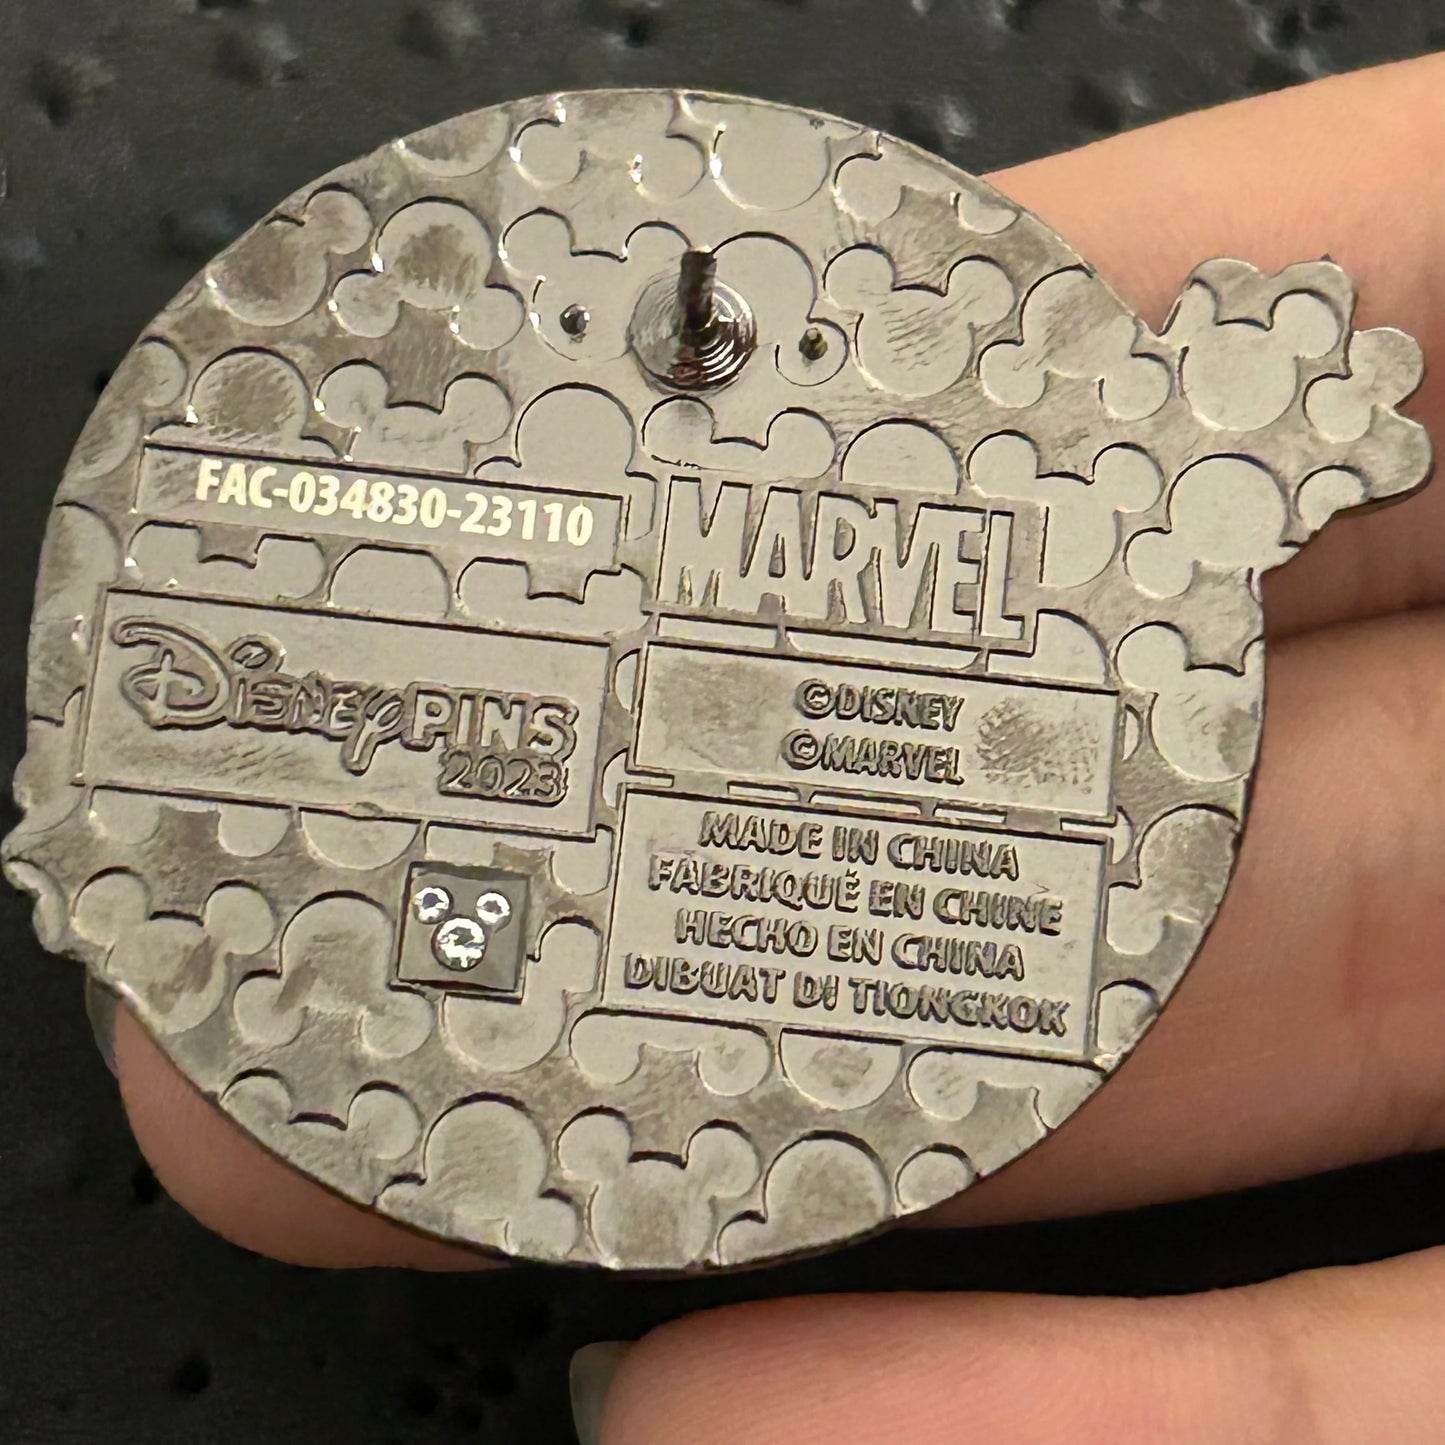 FAC-034830-23110
MARVEL
DISNEY PINS
2023
©DISNEY
©MARVEL
MADE IN CHINA
FABRIQUÉ EN CHINE
HECHO EN CHINA
DIBUAT DI TIONGKOK